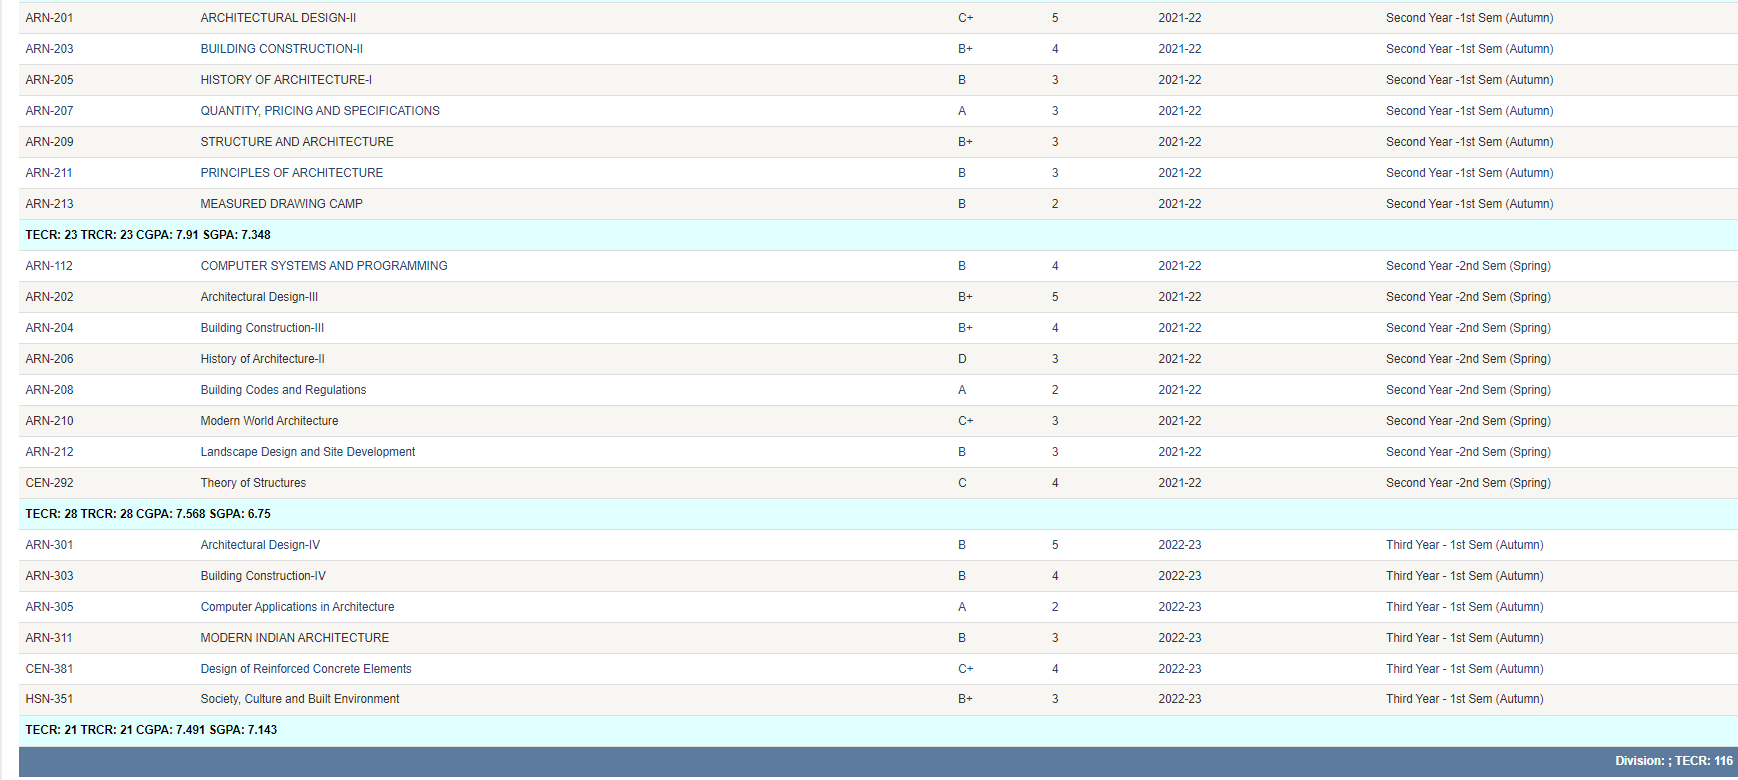 ARN-201 ARCHITECTURAL DESIGN-II C+ 5 2021-22 Second Year -1st Sem (Autumn)
ARN-203 BUILDING CONSTRUCTION-II B+ 4 2021-22 Second Year -1st Sem (Autumn)
ARN-205 HISTORY OF ARCHITECTURE-I B 3 2021-22 Second Year -1st Sem (Autumn)
ARN-207 QUANTITY, PRICING AND SPECIFICATIONS A 3 2021-22 Second Year -1st Sem (Autumn)
ARN-209 STRUCTURE AND ARCHITECTURE B+ 3 2021-22 Second Year -1st Sem (Autumn)
ARN-211 PRINCIPLES OF ARCHITECTURE B 3 2021-22 Second Year -1st Sem (Autumn)
ARN-213 MEASURED DRAWING CAMP B 2 2021-22 Second Year -1st Sem (Autumn)
TECR: 23 TRCR: 23 CGPA: 7.91 SGPA: 7.348
ARN-112 COMPUTER SYSTEMS AND PROGRAMMING B 4 2021-22 Second Year -2nd Sem (Spring)
ARN-202 Architectural Design-III B+ 5 2021-22 Second Year -2nd Sem (Spring)
ARN-204 Building Construction-III B+ 4 2021-22 Second Year -2nd Sem (Spring)
ARN-206 History of Architecture-II D 3 2021-22 Second Year -2nd Sem (Spring)
ARN-208 Building Codes and Regulations A 2 2021-22 Second Year -2nd Sem (Spring)
ARN-210 Modern World Architecture C+ 3 2021-22 Second Year -2nd Sem (Spring)
ARN-212 Landscape Design and Site Development B 3 2021-22 Second Year -2nd Sem (Spring)
CEN-292 Theory of Structures C 4 2021-22 Second Year -2nd Sem (Spring)
TECR: 28 TRCR: 28 CGPA: 7.568 SGPA: 6.75
ARN-301 Architectural Design-IV B 5 2022-23 Third Year - 1st Sem (Autumn)
ARN-303 Building Construction-IV B 4 2022-23 Third Year - 1st Sem (Autumn)
ARN-305 Computer Applications in Architecture A 2 2022-23 Third Year - 1st Sem (Autumn)
ARN-311 MODERN INDIAN ARCHITECTURE B 3 2022-23 Third Year - 1st Sem (Autumn)
CEN-381 Design of Reinforced Concrete Elements C+ 4 2022-23 Third Year - 1st Sem (Autumn)
HSN-351 Society, Culture and Built Environment B+ 3 2022-23 Third Year - 1st Sem (Autumn)
TECR: 21 TRCR: 21 CGPA: 7.491 SGPA: 7.143
Division: ; TECR: 116